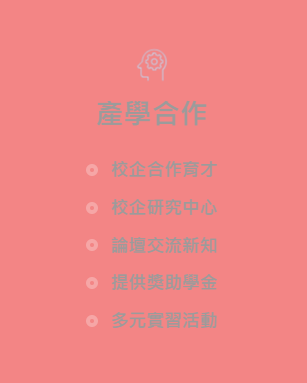 產學合作
校企合作育才
校企研究中心
論壇交流新知
提供獎助學金
多元實習活動